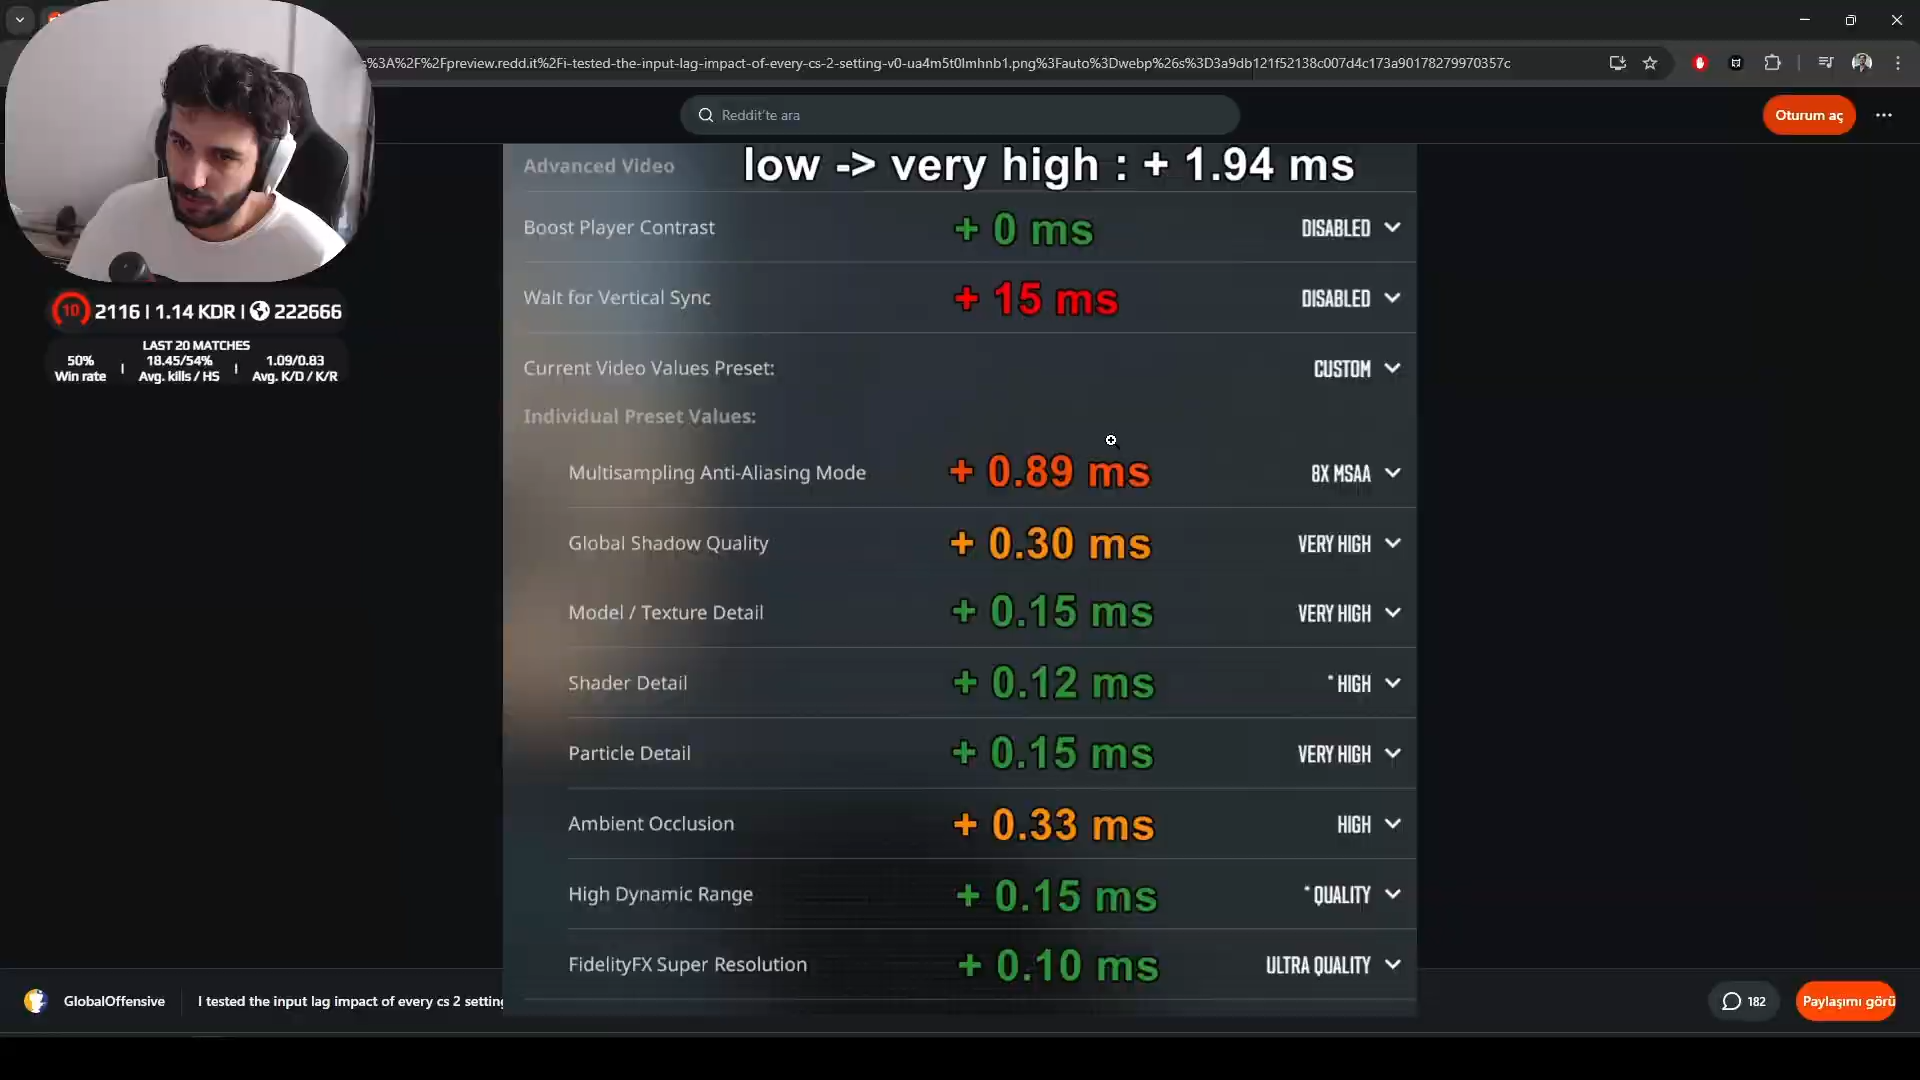 s%3A%2F%2Fpreview.redd.it%2Fi-tested-the-input-lag-impact-of-every-cs-2-setting-v0-ua4m5t0lmhnb1.png%3Fauto%3Dwebp%26s%3D3a9db121f52138c007d4c173a90178279970357c
Reddit'te ara
Oturum aç
Advanced Video low -> very high : + 1.94 ms
Boost Player Contrast + 0 ms DISABLED
Wait for Vertical Sync + 15 ms DISABLED
10 2116 | 1.14 KDR | 222666
LAST 20 MATCHES
50% | 18.45/54% | 1.09/0.83
Win rate Avg. kills / HS Avg. K/D / K/R
Current Video Values Preset: CUSTOM
Individual Preset Values:
Multisampling Anti-Aliasing Mode + 0.89 ms 8X MSAA
Global Shadow Quality + 0.30 ms VERY HIGH
Model / Texture Detail + 0.15 ms VERY HIGH
Shader Detail + 0.12 ms * HIGH
Particle Detail + 0.15 ms VERY HIGH
Ambient Occlusion + 0.33 ms HIGH
High Dynamic Range + 0.15 ms * QUALITY
FidelityFX Super Resolution + 0.10 ms ULTRA QUALITY
GlobalOffensive I tested the input lag impact of every cs 2 setting 182 Paylaşımı görü